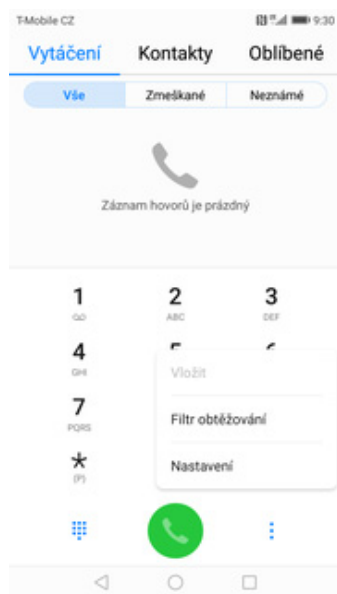 T-Mobile CZ 9:30
Vytáčení Kontakty Oblíbené
Vše Zmeškané Neznámé
Záznam hovorů je prázdný
1 2 3
ABC DEF
4
GHI
Vložit
7
PQRS
Filtr obtěžování
*
(P)
Nastavení